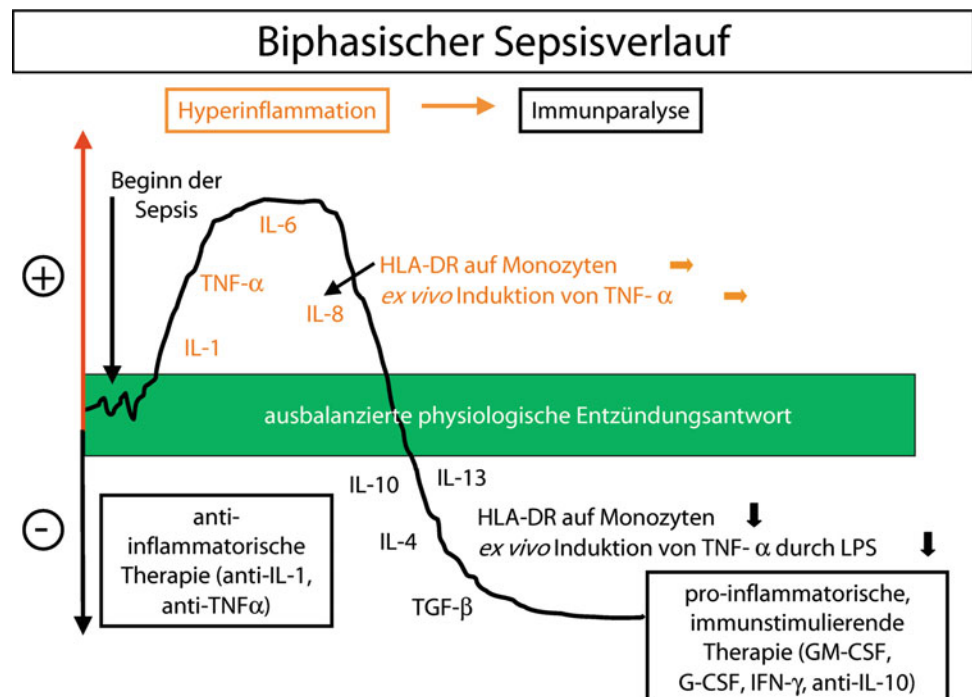 Biphasischer Sepsisverlauf
Hyperinflammation
Immunparalyse
Beginn der
Sepsis
+
IL-6
TNF-α
HLA-DR auf Monozyten
ex vivo Induktion von TNF- α
IL-8
IL-1
ausbalanzierte physiologische Entzündungsantwort
-
IL-10
IL-13
IL-4
TGF-β
anti-
inflammatorische
Therapie (anti-IL-1,
anti-TNFα)
HLA-DR auf Monozyten
ex vivo Induktion von TNF- α durch LPS
pro-inflammatorische,
immunstimulierende
Therapie (GM-CSF,
G-CSF, IFN-γ, anti-IL-10)